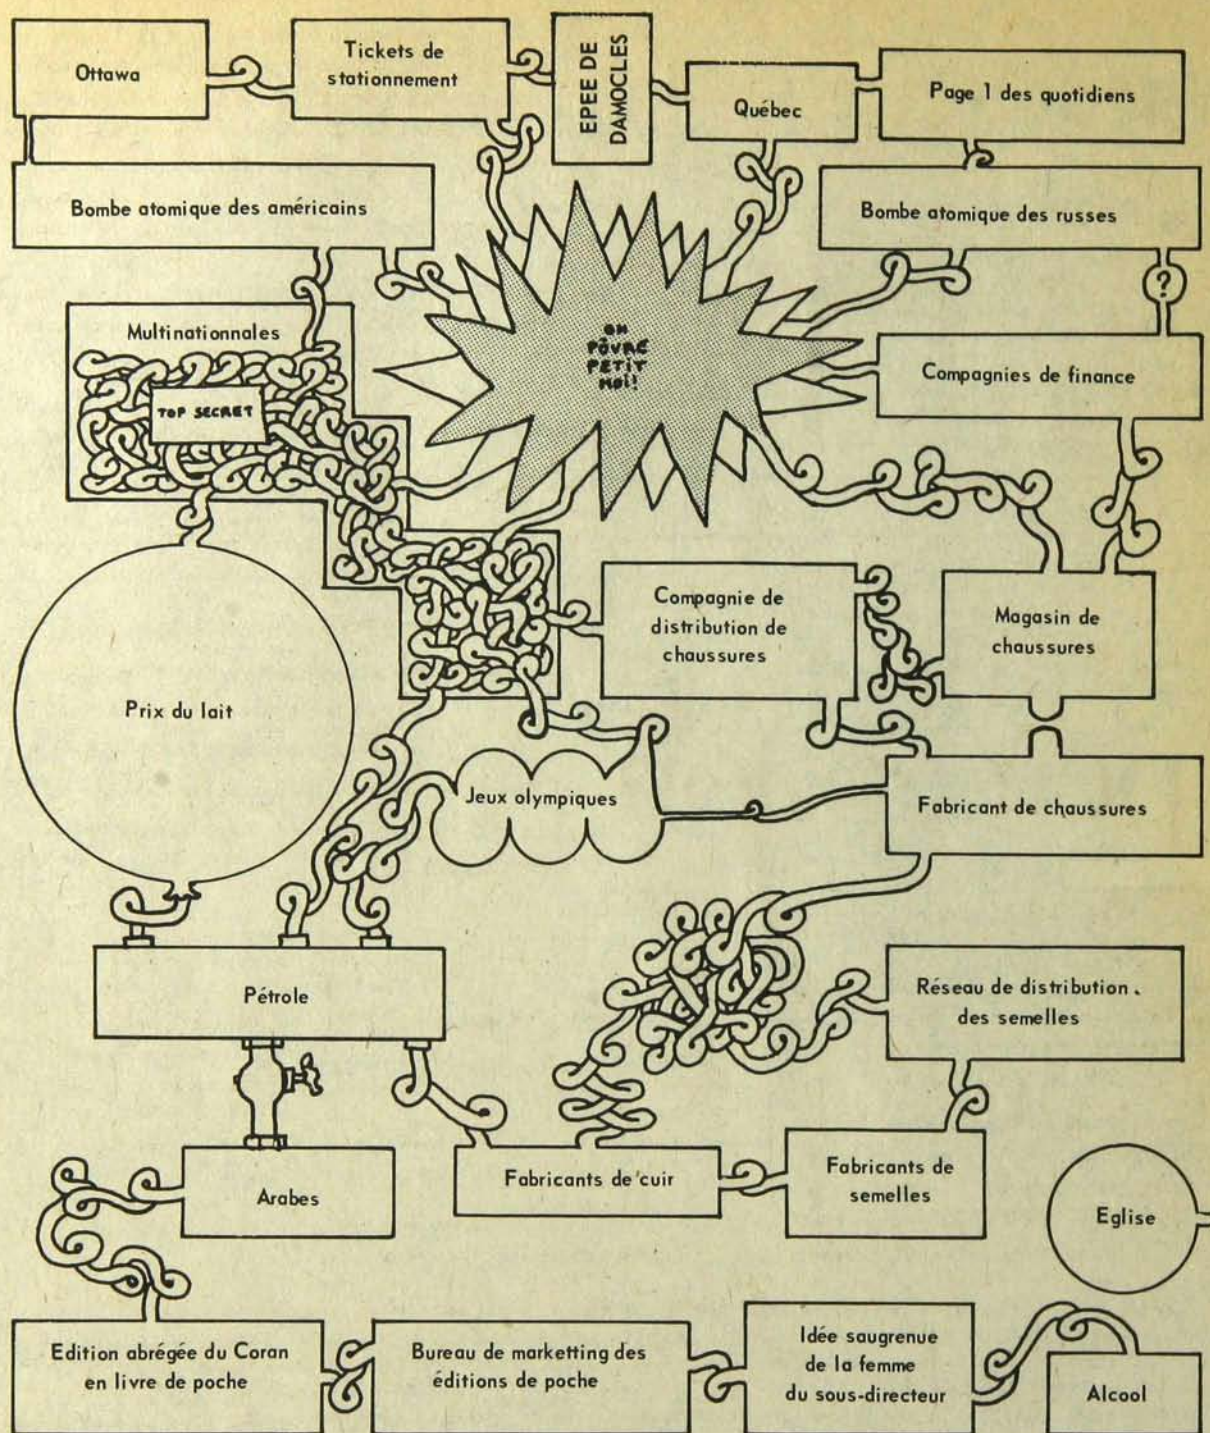 Ottawa
Tickets de
stationnement
EPEE DE
DAMOCLES
Québec
Page 1 des quotidiens
Bombe atomique des américains
Bombe atomique des russes
?
Multinationnales
TOP SECRET
OH
PÔVRE
PETIT
MOI!
Compagnies de finance
Compagnie de
distribution de
chaussures
Magasin de
chaussures
Prix du lait
Jeux olympiques
Fabricant de chaussures
Pétrole
Réseau de distribution
des semelles
Arabes
Fabricants de cuir
Fabricants de
semelles
Eglise
Edition abrégée du Coran
en livre de poche
Bureau de marketting des
éditions de poche
Idée saugrenue
de la femme
du sous-directeur
Alcool